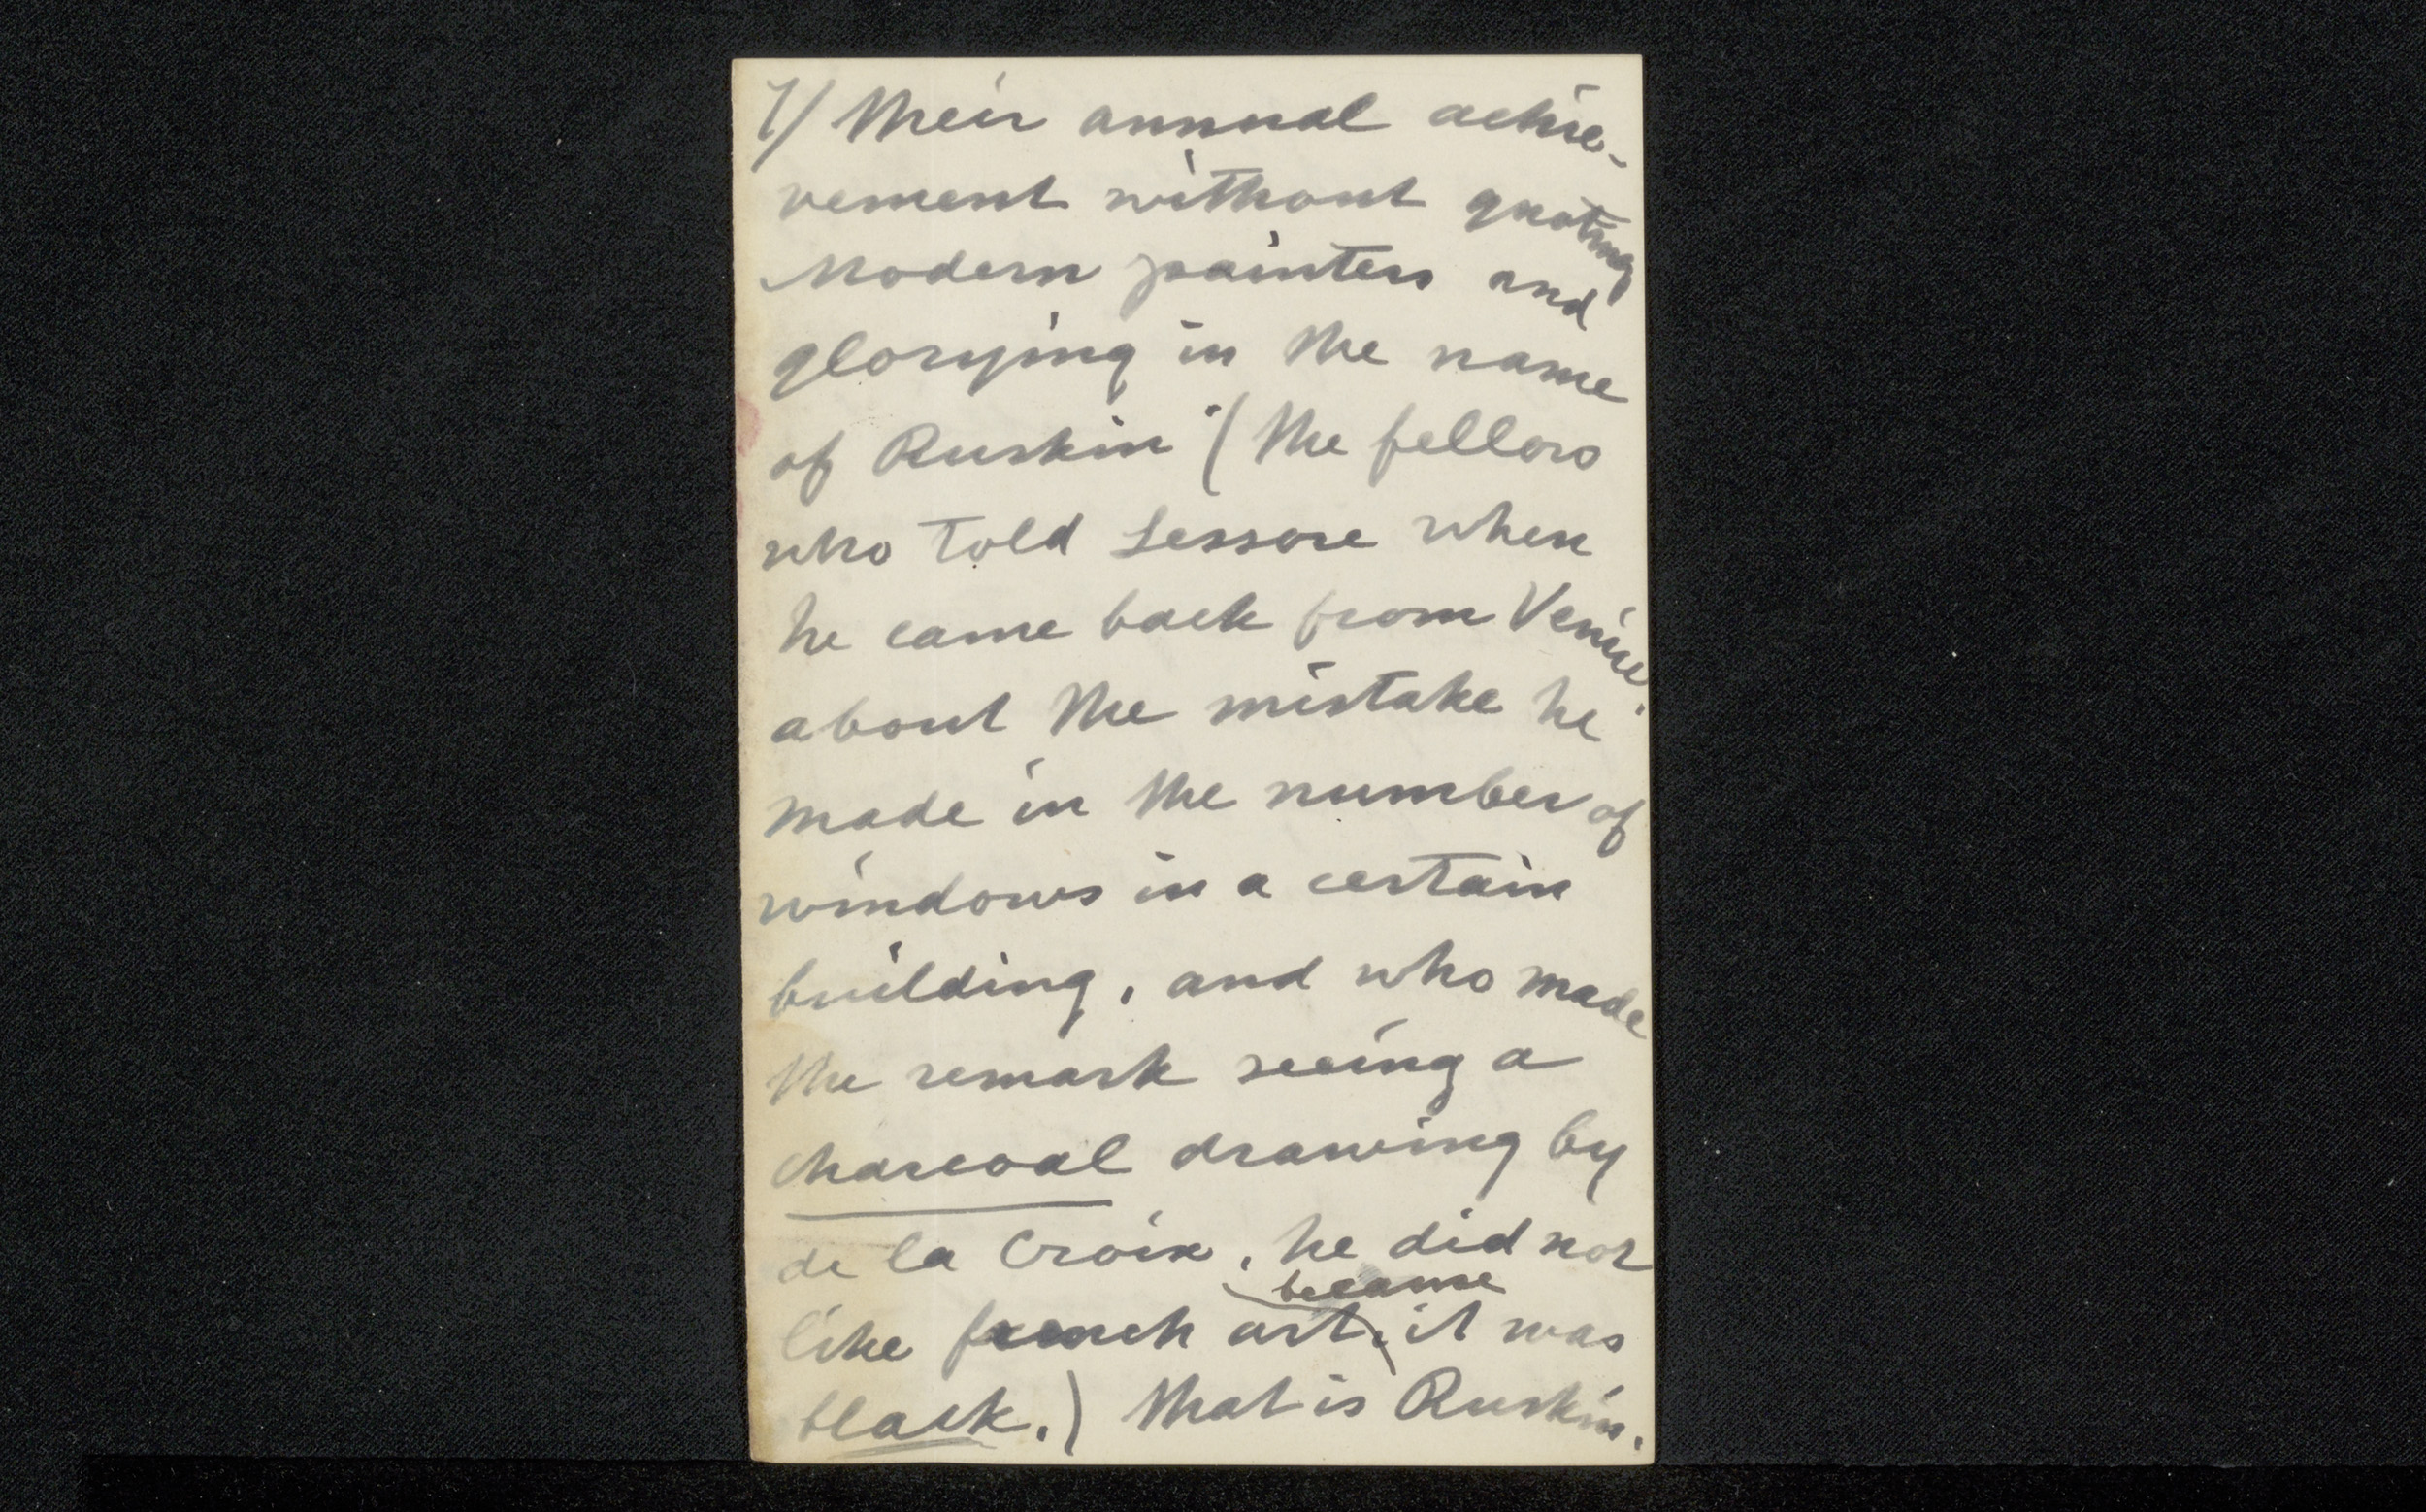 7/ their annual achie-
vement without quoting
Modern painters and
glorying in the name
of Ruskin (the fellow
who told Lessore when
he came back from Venice
about the mistake he
made in the number of
windows in a certain
building, and who made
the remark seeing a
charcoal drawing by
de la Croix, he did not
because
like french art, it was
black.) that is Ruskin.